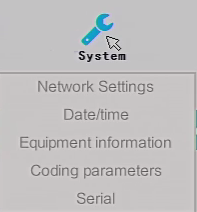 System
Network Settings
Date/time
Equipment information
Coding parameters
Serial